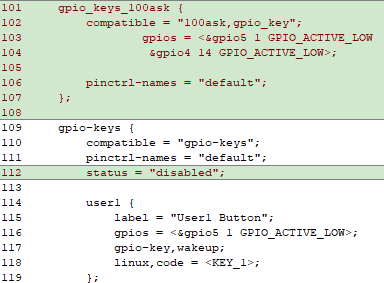 101 gpio_keys_100ask {
102 compatible = "100ask,gpio_key";
103 gpios = <&gpio5 1 GPIO_ACTIVE_LOW
104 &gpio4 14 GPIO_ACTIVE_LOW>;
105
106 pinctrl-names = "default";
107 };
108
109 gpio-keys {
110 compatible = "gpio-keys";
111 pinctrl-names = "default";
112 status = "disabled";
113
114 user1 {
115 label = "User1 Button";
116 gpios = <&gpio5 1 GPIO_ACTIVE_LOW>;
117 gpio-key,wakeup;
118 linux,code = <KEY_1>;
119 };